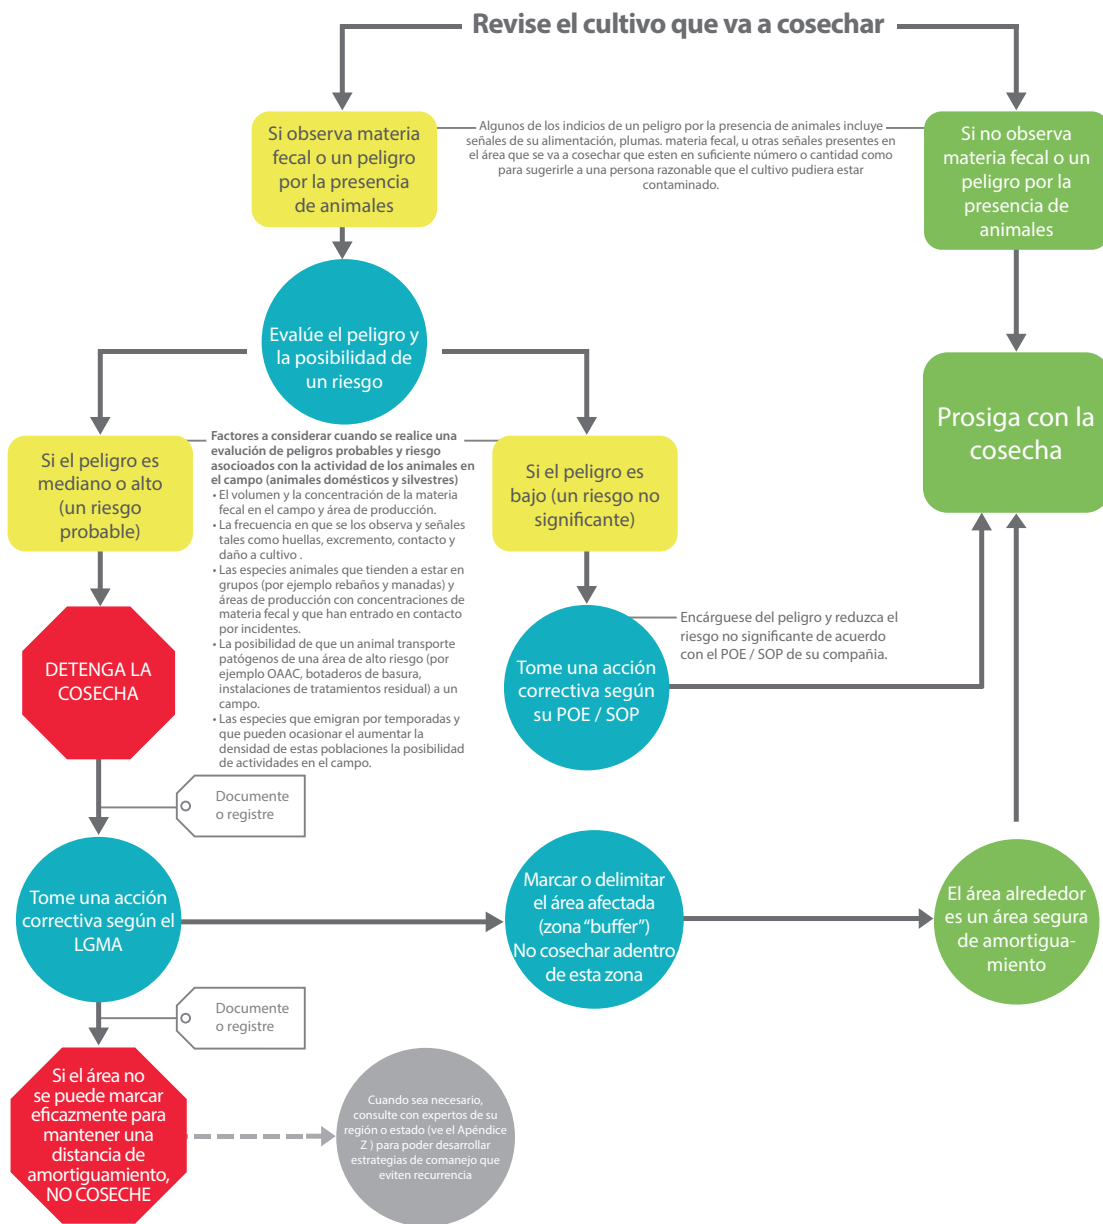 Revise el cultivo que va a cosechar
Si observa materia
fecal o un peligro
por la presencia
de animales
Algunos de los indicios de un peligro por la presencia de animales incluye
señales de su alimentación, plumas. materia fecal, u otras señales presentes en
el área que se va a cosechar que esten en suficiente número o cantidad como
para sugerirle a una persona razonable que el cultivo pudiera estar
contaminado.
Si no observa
materia fecal o un
peligro por la
presencia de
animales
Evalúe el peligro y
la posibilidad de
un riesgo
Prosiga con la
cosecha
Si el peligro es
mediano o alto
(un riesgo
probable)
Factores a considerar cuando se realice una
evalución de peligros probables y riesgo
asocioados con la actividad de los animales en
el campo (animales domésticos y silvestres)
• El volumen y la concentración de la materia
fecal en el campo y área de producción.
• La frecuencia en que se los observa y señales
tales como huellas, excremento, contacto y
daño a cultivo .
• Las especies animales que tienden a estar en
grupos (por ejemplo rebaños y manadas) y
áreas de producción con concentraciones de
materia fecal y que han entrado en contacto
por incidentes.
• La posibilidad de que un animal transporte
patógenos de una área de alto riesgo (por
ejemplo OAAC, botaderos de basura,
instalaciones de tratamientos residual) a un
campo.
• Las especies que emigran por temporadas y
que pueden ocasionar el aumentar la
densidad de estas poblaciones la posibilidad
de actividades en el campo.
Si el peligro es
bajo (un riesgo no
significante)
DETENGA LA
COSECHA
Tome una acción
correctiva según
su POE / SOP
Encárguese del peligro y reduzca el
riesgo no significante de acuerdo
con el POE / SOP de su compañia.
Documente
o registre
Tome una acción
correctiva según el
LGMA
Marcar o delimitar
el área afectada
(zona “buffer”)
No cosechar adentro
de esta zona
El área alrededor
es un área segura
de amortigua-
miento
Documente
o registre
Si el área no
se puede marcar
eficazmente para
mantener una
distancia de
amortiguamiento,
NO COSECHE
Cuando sea necesario,
consulte con expertos de su
región o estado (ve el Apéndice
Z ) para poder desarrollar
estrategias de comanejo que
eviten recurrencia